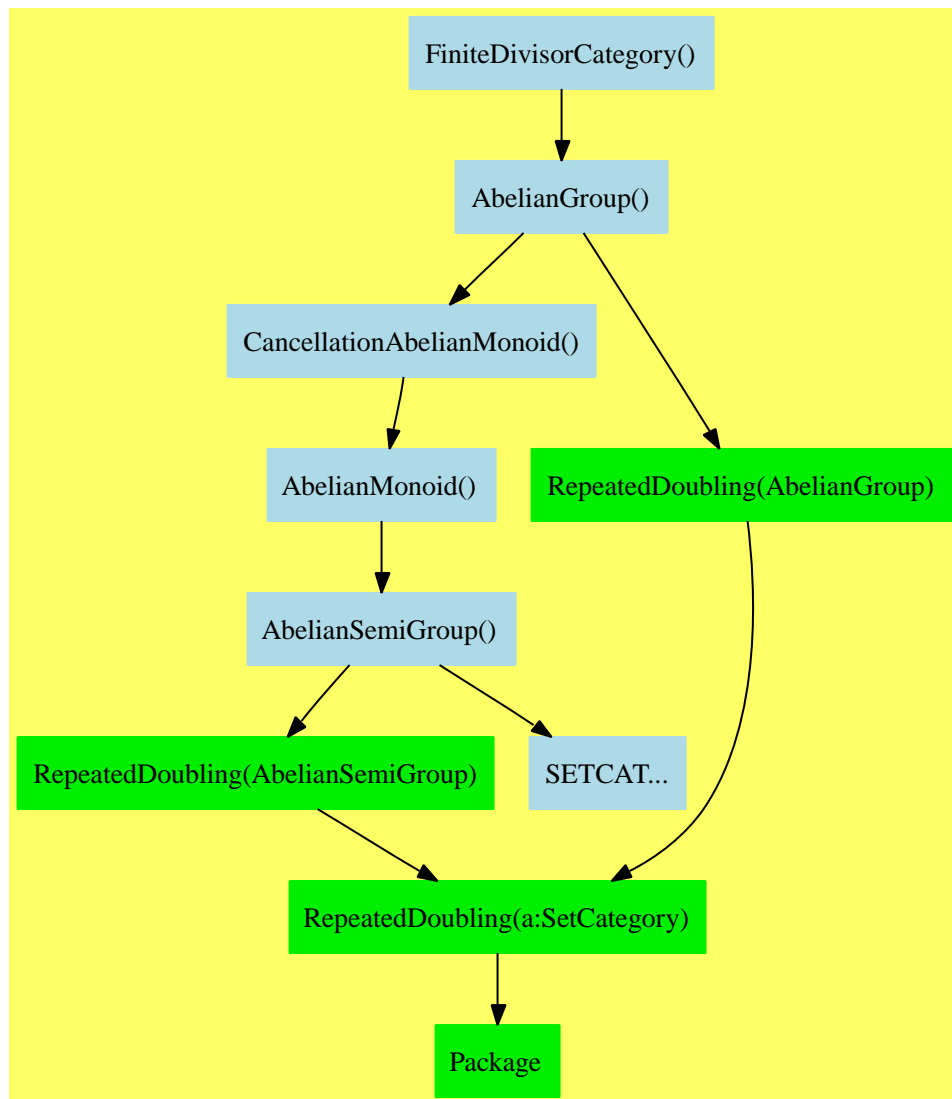 FiniteDivisorCategory()
AbelianGroup()
CancellationAbelianMonoid()
AbelianMonoid()
RepeatedDoubling(AbelianGroup)
AbelianSemiGroup()
RepeatedDoubling(AbelianSemiGroup)
SETCAT...
RepeatedDoubling(a:SetCategory)
Package